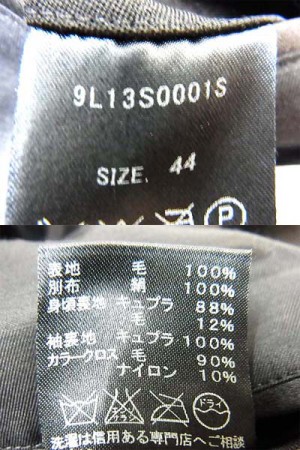 9L13S0001S
SIZE. 44
P
表地 毛 100%
別布 絹 100%
身頃裏地 キュプラ 88%
毛 12%
袖裏地 キュプラ 100%
カラークロス 毛 90%
ナイロン 10%
ドライ
洗濯は信用ある専門店へご相談